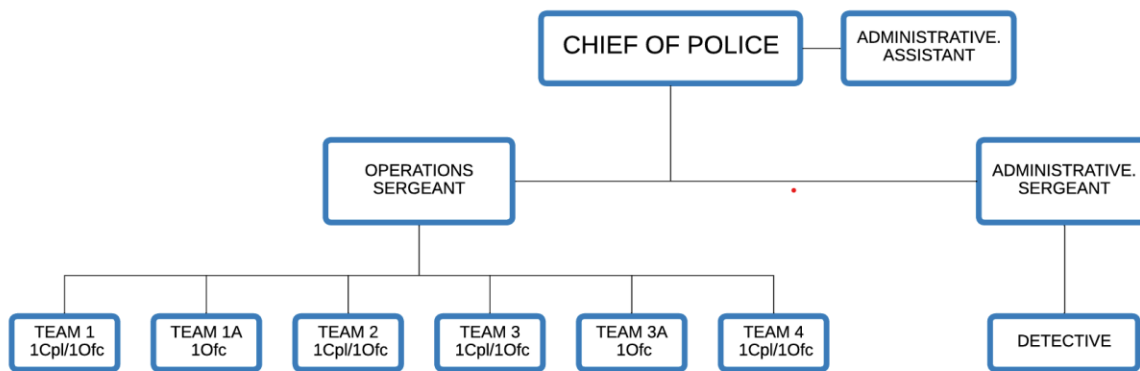 CHIEF OF POLICE
ADMINISTRATIVE.
ASSISTANT
OPERATIONS
SERGEANT
ADMINISTRATIVE.
SERGEANT
TEAM 1
1Cpl/1Ofc
TEAM 1A
1Ofc
TEAM 2
1Cpl/1Ofc
TEAM 3
1Cpl/1Ofc
TEAM 3A
1Ofc
TEAM 4
1Cpl/1Ofc
DETECTIVE